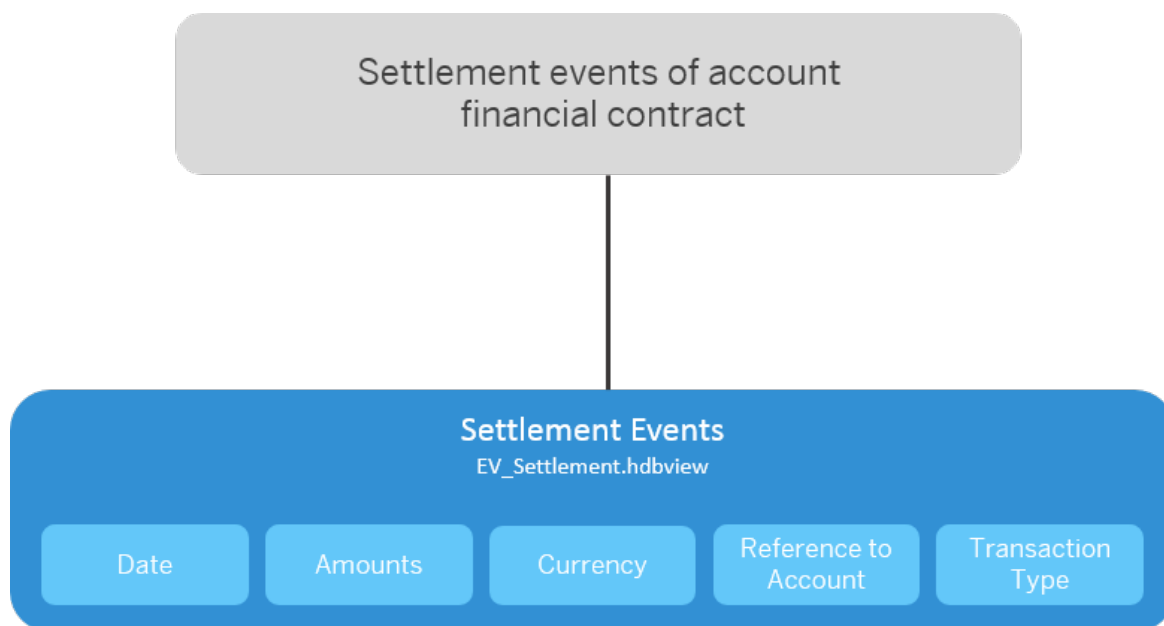 Settlement events of account
financial contract
Settlement Events
EV_Settlement.hdbview
Date
Amounts
Currency
Reference to
Account
Transaction
Type